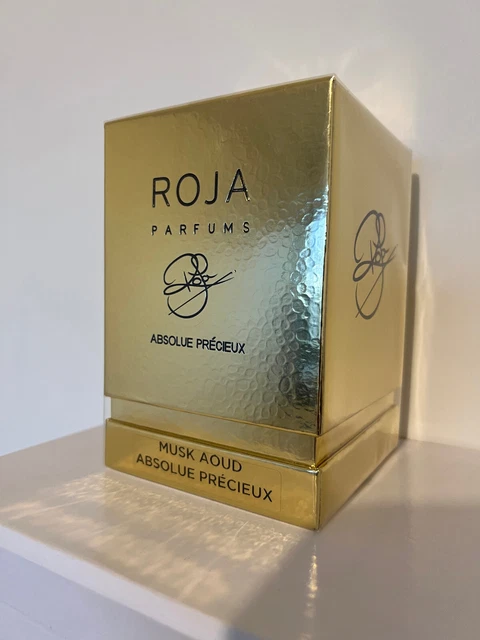 ROJA
PARFUMS
ABSOLUE PRÉCIEUX
MUSK AOUD
ABSOLUE PRÉCIEUX